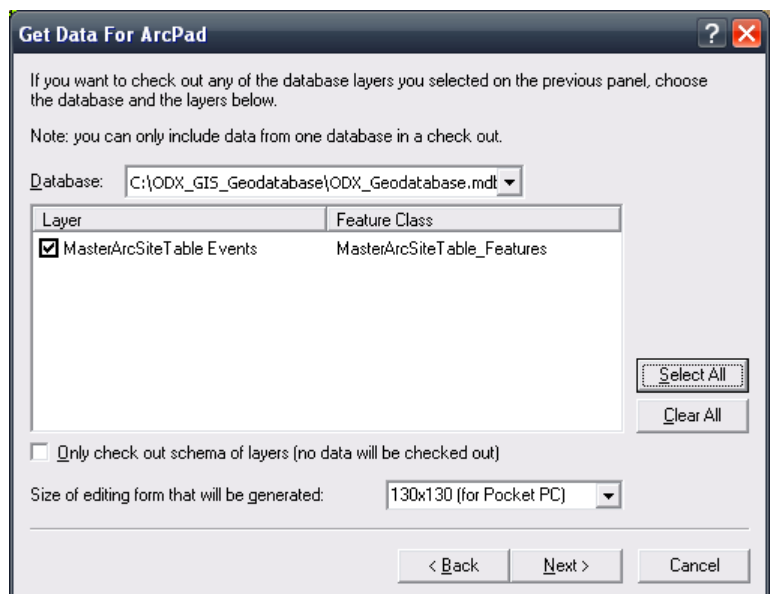 Get Data For ArcPad
If you want to check out any of the database layers you selected on the previous panel, choose
the database and the layers below.
Note: you can only include data from one database in a check out.
Database: C:\ODX_GIS_Geodatabase\ODX_Geodatabase.mdb
Layer Feature Class
MasterArcSiteTable Events MasterArcSiteTable_Features
Select All
Clear All
Only check out schema of layers (no data will be checked out)
Size of editing form that will be generated: 130x130 (for Pocket PC)
< Back Next > Cancel